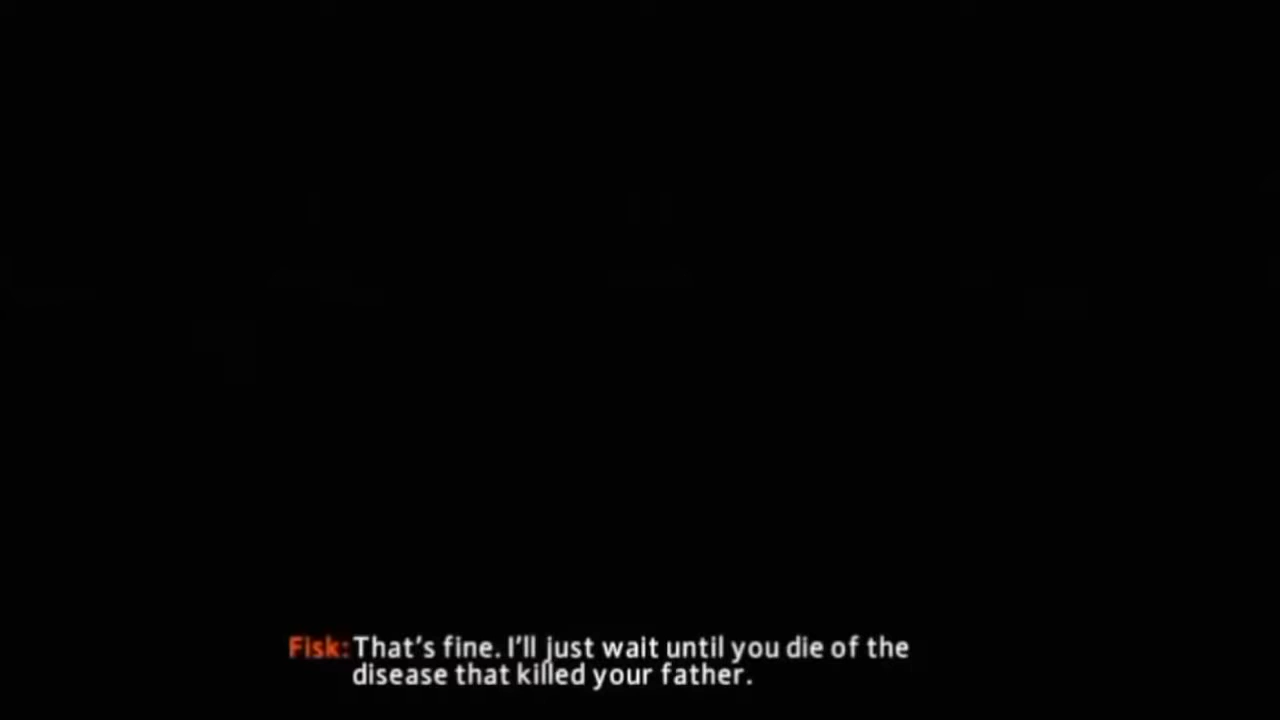 Fisk: That's fine. I'll just wait until you die of the
disease that killed your father.